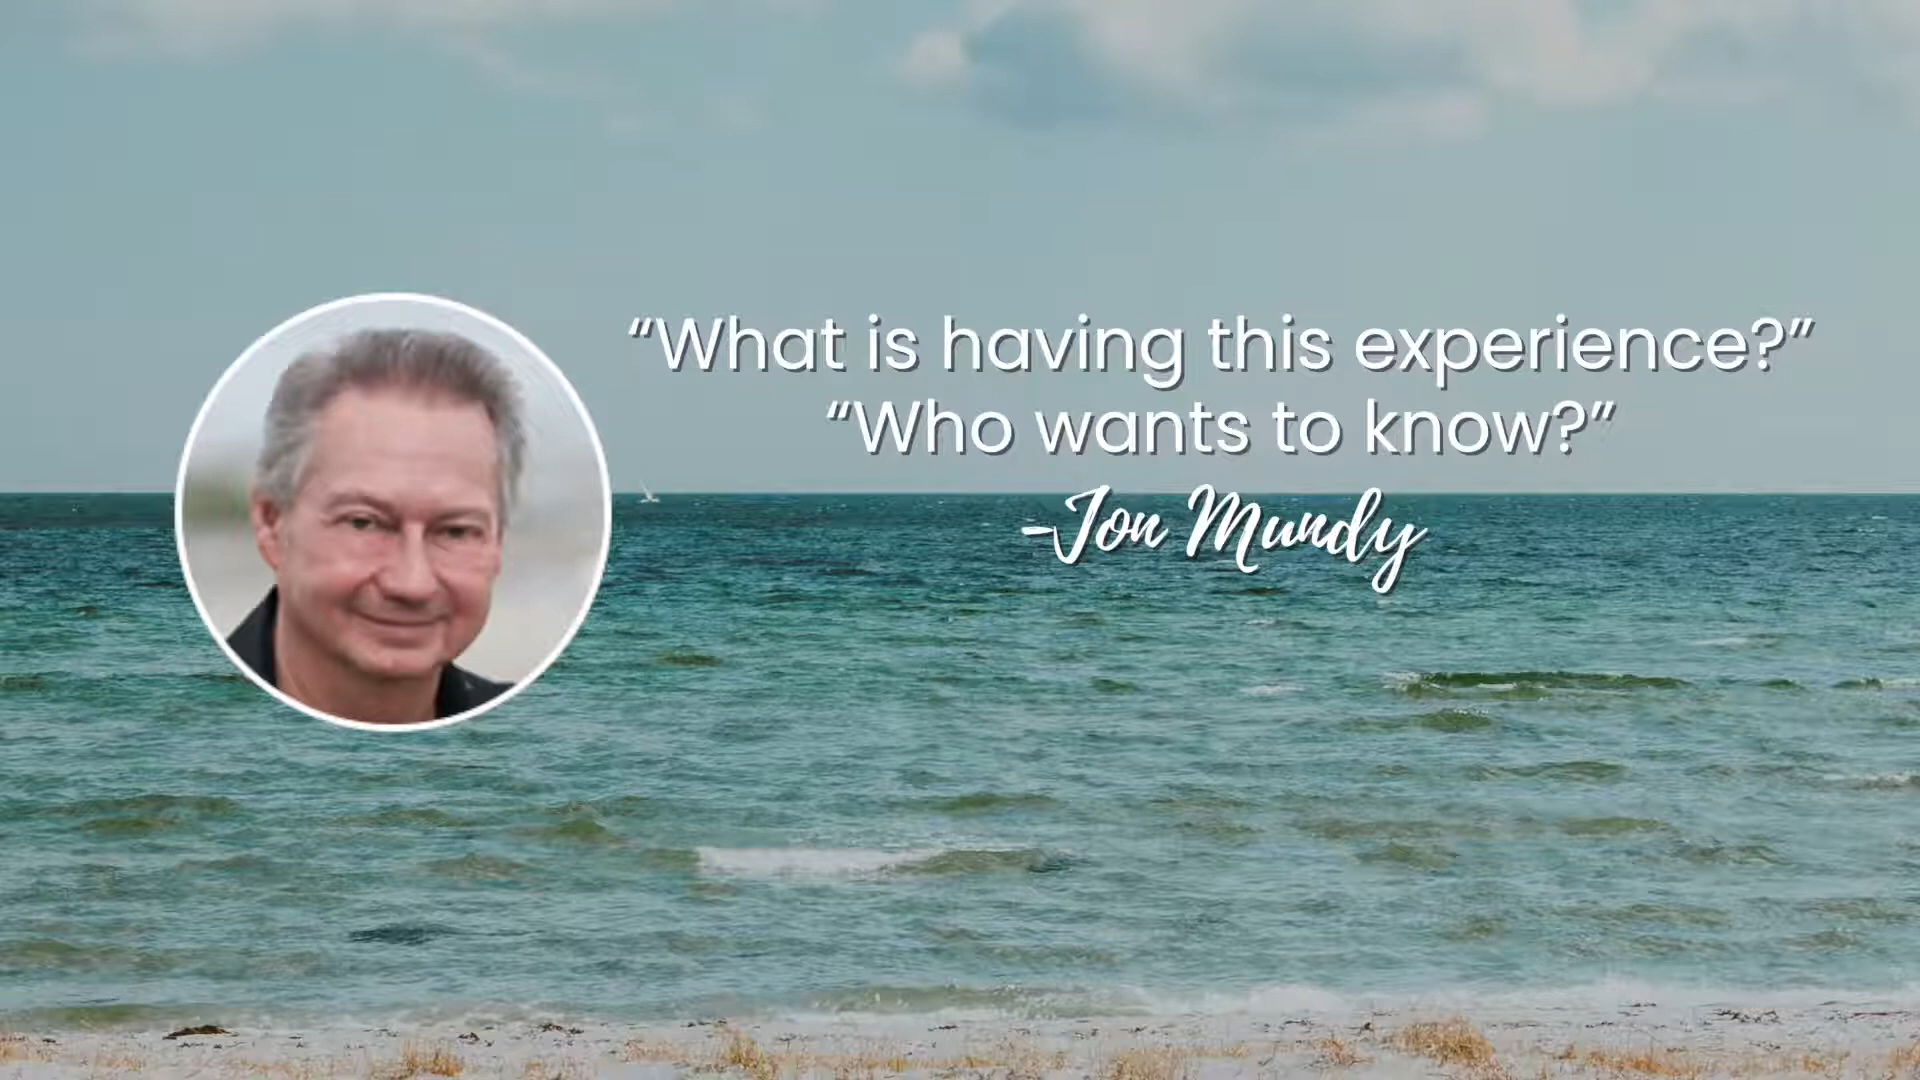 “What is having this experience?”
“Who wants to know?”
-Jon Mundy